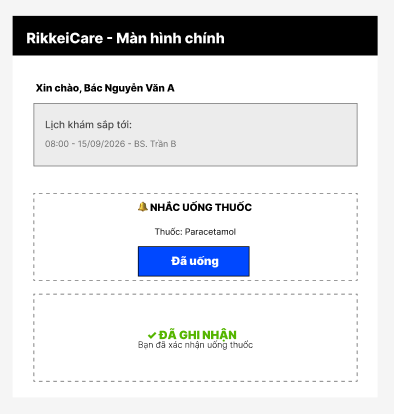 RikkeiCare - Màn hình chính
Xin chào, Bác Nguyễn Văn A
Lịch khám sắp tới:
08:00 - 15/09/2026 - BS. Trần B
🔔 NHẮC UỐNG THUỐC
Thuốc: Paracetamol
Đã uống
✓ ĐÃ GHI NHẬN
Bạn đã xác nhận uống thuốc